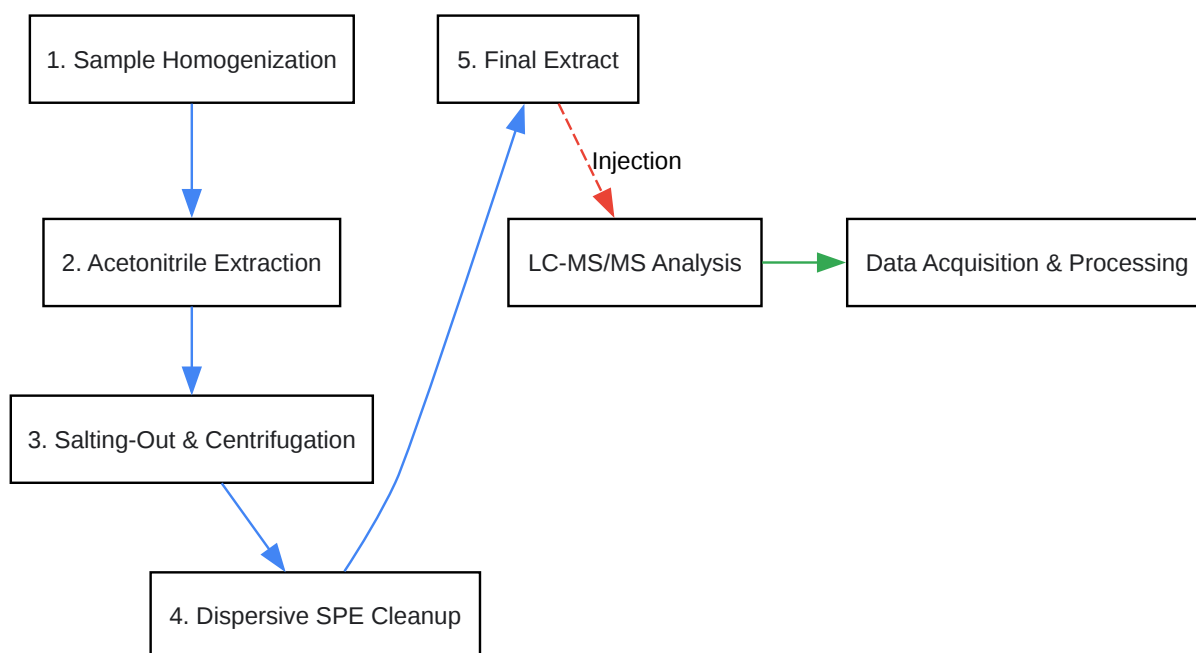 1. Sample Homogenization
2. Acetonitrile Extraction
3. Salting-Out & Centrifugation
4. Dispersive SPE Cleanup
5. Final Extract
Injection
LC-MS/MS Analysis
Data Acquisition & Processing